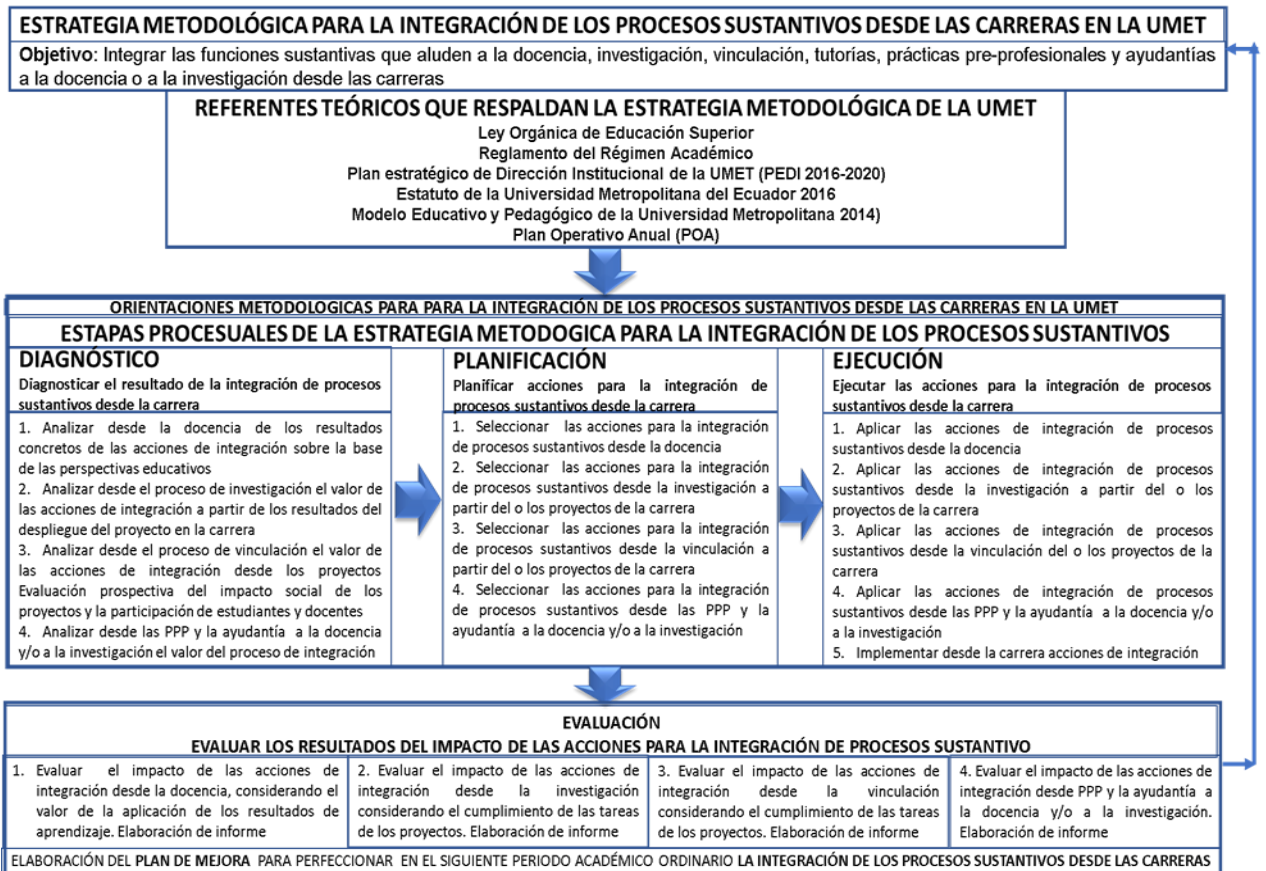 ESTRATEGIA METODOLÓGICA PARA LA INTEGRACIÓN DE LOS PROCESOS SUSTANTIVOS DESDE LAS CARRERAS EN LA UMET
Objetivo: Integrar las funciones sustantivas que aluden a la docencia, investigación, vinculación, tutorías, prácticas pre-profesionales y ayudantías
a la docencia o a la investigación desde las carreras
REFERENTES TEÓRICOS QUE RESPALDAN LA ESTRATEGIA METODOLÓGICA DE LA UMET
Ley Orgánica de Educación Superior
Reglamento del Régimen Académico
Plan estratégico de Dirección Institucional de la UMET (PEDI 2016-2020)
Estatuto de la Universidad Metropolitana del Ecuador 2016
Modelo Educativo y Pedagógico de la Universidad Metropolitana 2014)
Plan Operativo Anual (POA)
ORIENTACIONES METODOLOGICAS PARA PARA LA INTEGRACIÓN DE LOS PROCESOS SUSTANTIVOS DESDE LAS CARRERAS EN LA UMET
ESTAPAS PROCESUALES DE LA ESTRATEGIA METODOGICA PARA LA INTEGRACIÓN DE LOS PROCESOS SUSTANTIVOS
DIAGNÓSTICO
Diagnosticar el resultado de la integración de procesos
sustantivos desde la carrera
1. Analizar desde la docencia de los resultados
concretos de las acciones de integración sobre la base
de las perspectivas educativos
2. Analizar desde el proceso de investigación el valor de
las acciones de integración a partir de los resultados del
despliegue del proyecto en la carrera
3. Analizar desde el proceso de vinculación el valor de
las acciones de integración desde los proyectos
Evaluación prospectiva del impacto social de los
proyectos y la participación de estudiantes y docentes
4. Analizar desde las PPP y la ayudantía a la docencia
y/o a la investigación el valor del proceso de integración
PLANIFICACIÓN
Planificar acciones para la integración de
procesos sustantivos desde la carrera
1. Seleccionar las acciones para la integración
de procesos sustantivos desde la docencia
2. Seleccionar las acciones para la integración
de procesos sustantivos desde la investigación a
partir del o los proyectos de la carrera
3. Seleccionar las acciones para la integración
de procesos sustantivos desde la vinculación a
partir del o los proyectos de la carrera
4. Seleccionar las acciones para la integración
de procesos sustantivos desde las PPP y la
ayudantía a la docencia y/o a la investigación
EJECUCIÓN
Ejecutar las acciones para la integración de procesos
sustantivos desde la carrera
1. Aplicar las acciones de integración de procesos
sustantivos desde la docencia
2. Aplicar las acciones de integración de procesos
sustantivos desde la investigación a partir del o los
proyectos de la carrera
3. Aplicar las acciones de integración de procesos
sustantivos desde la vinculación del o los proyectos de la
carrera
4. Aplicar las acciones de integración de procesos
sustantivos desde las PPP y la ayudantía a la docencia y/o
a la investigación
5. Implementar desde la carrera acciones de integración
EVALUACIÓN
EVALUAR LOS RESULTADOS DEL IMPACTO DE LAS ACCIONES PARA LA INTEGRACIÓN DE PROCESOS SUSTANTIVO
1. Evaluar el impacto de las acciones de
integración desde la docencia, considerando el
valor de la aplicación de los resultados de
aprendizaje. Elaboración de informe
2. Evaluar el impacto de las acciones de
integración desde la investigación
considerando el cumplimiento de las tareas
de los proyectos. Elaboración de informe
3. Evaluar el impacto de las acciones de
integración desde la vinculación
considerando el cumplimiento de las tareas
de los proyectos. Elaboración de informe
4. Evaluar el impacto de las acciones de
integración desde PPP y la ayudantía a
la docencia y/o a la investigación.
Elaboración de informe
ELABORACIÓN DEL PLAN DE MEJORA PARA PERFECCIONAR EN EL SIGUIENTE PERIODO ACADÉMICO ORDINARIO LA INTEGRACIÓN DE LOS PROCESOS SUSTANTIVOS DESDE LAS CARRERAS